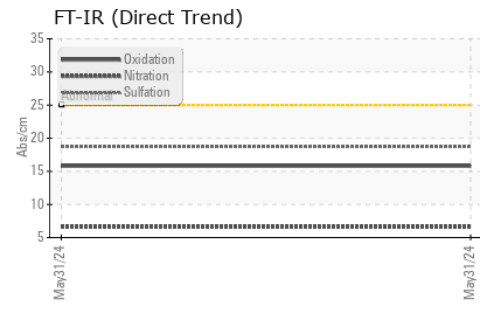 FT-IR (Direct Trend)
35
30
25
20
15
10
5
Abs/cm
Oxidation
Nitration
Sulfation
Abnormal
May31/24
May31/24